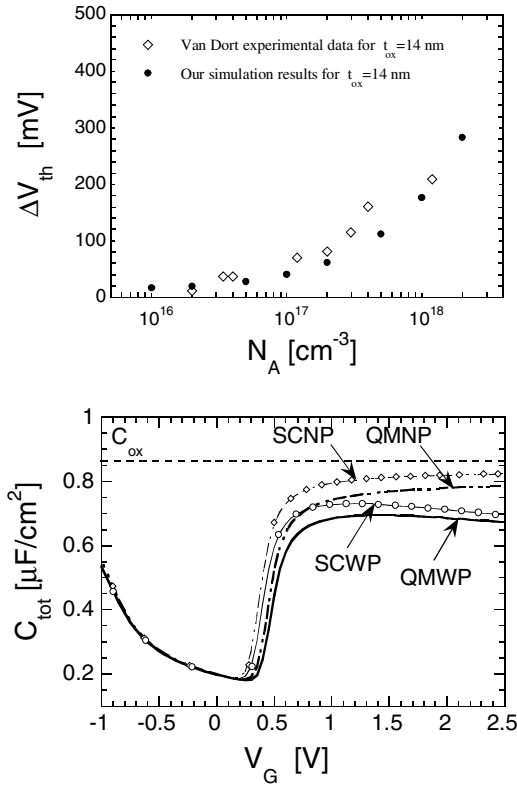 500
400
300
200
100
0
ΔV_th [mV]
Van Dort experimental data for t_ox=14 nm
Our simulation results for t_ox=14 nm
10^16
10^17
10^18
N_A [cm^-3]
1
0.8
0.6
0.4
0.2
C_tot [μF/cm^2]
C_ox
SCNP
QMNP
SCWP
QMWP
-1
-0.5
0
0.5
1
1.5
2
2.5
V_G [V]